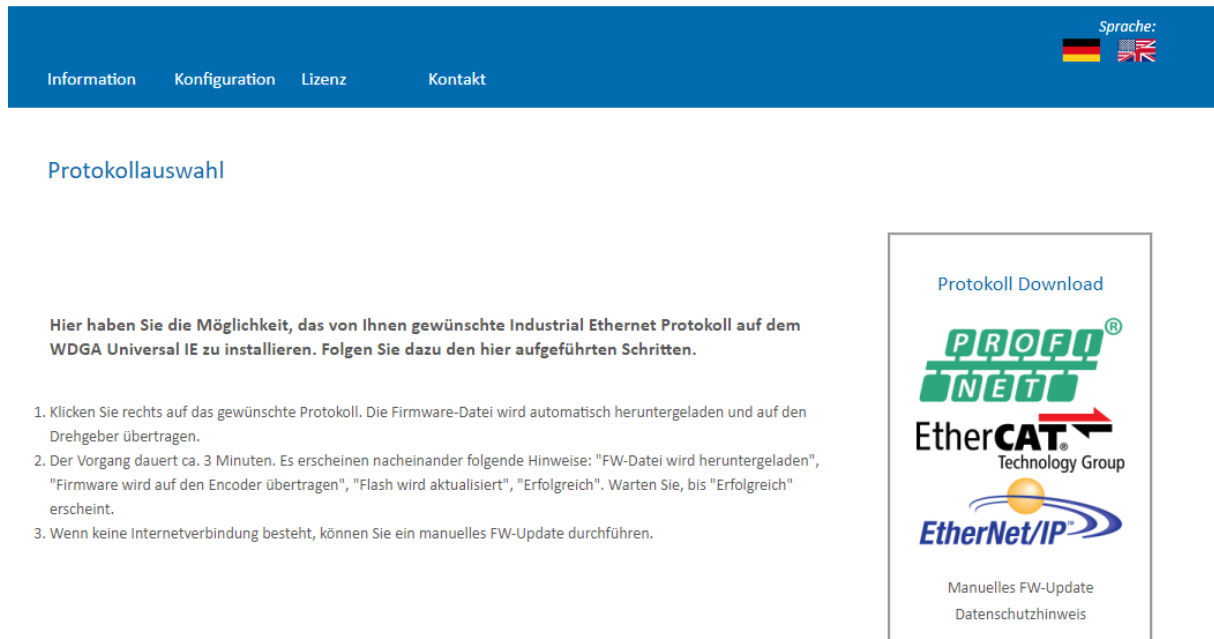 Sprache:
Information Konfiguration Lizenz Kontakt
Protokollauswahl
Hier haben Sie die Möglichkeit, das von Ihnen gewünschte Industrial Ethernet Protokoll auf dem
WDGA Universal IE zu installieren. Folgen Sie dazu den hier aufgeführten Schritten.
1. Klicken Sie rechts auf das gewünschte Protokoll. Die Firmware-Datei wird automatisch heruntergeladen und auf den
Drehgeber übertragen.
2. Der Vorgang dauert ca. 3 Minuten. Es erscheinen nacheinander folgende Hinweise: "FW-Datei wird heruntergeladen",
"Firmware wird auf den Encoder übertragen", "Flash wird aktualisiert", "Erfolgreich". Warten Sie, bis "Erfolgreich"
erscheint.
3. Wenn keine Internetverbindung besteht, können Sie ein manuelles FW-Update durchführen.
Protokoll Download
PROFI®
NET
EtherCAT®
Technology Group
EtherNet/IP™
Manuelles FW-Update
Datenschutzhinweis